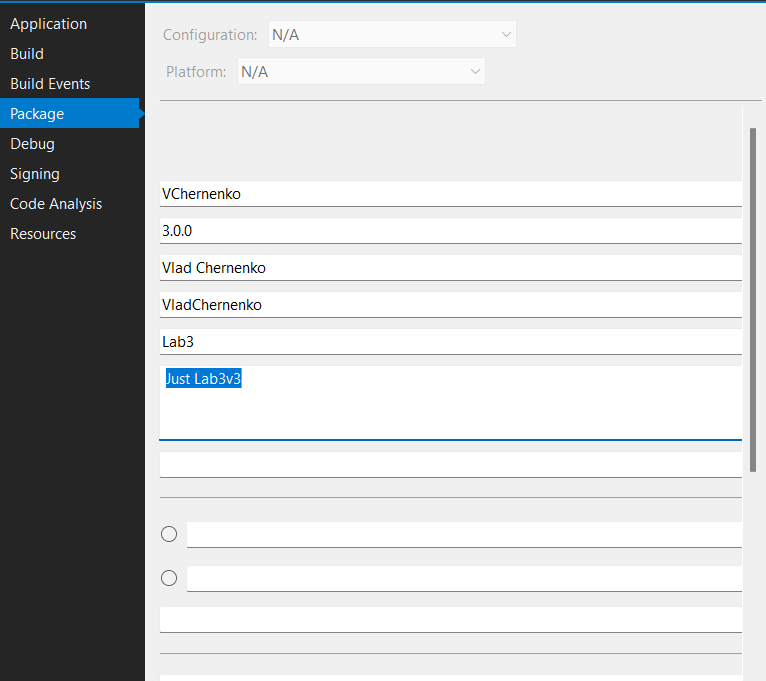 Application
Build
Build Events
Package
Debug
Signing
Code Analysis
Resources
Configuration: N/A
Platform: N/A
VChernenko
3.0.0
Vlad Chernenko
VladChernenko
Lab3
Just Lab3v3